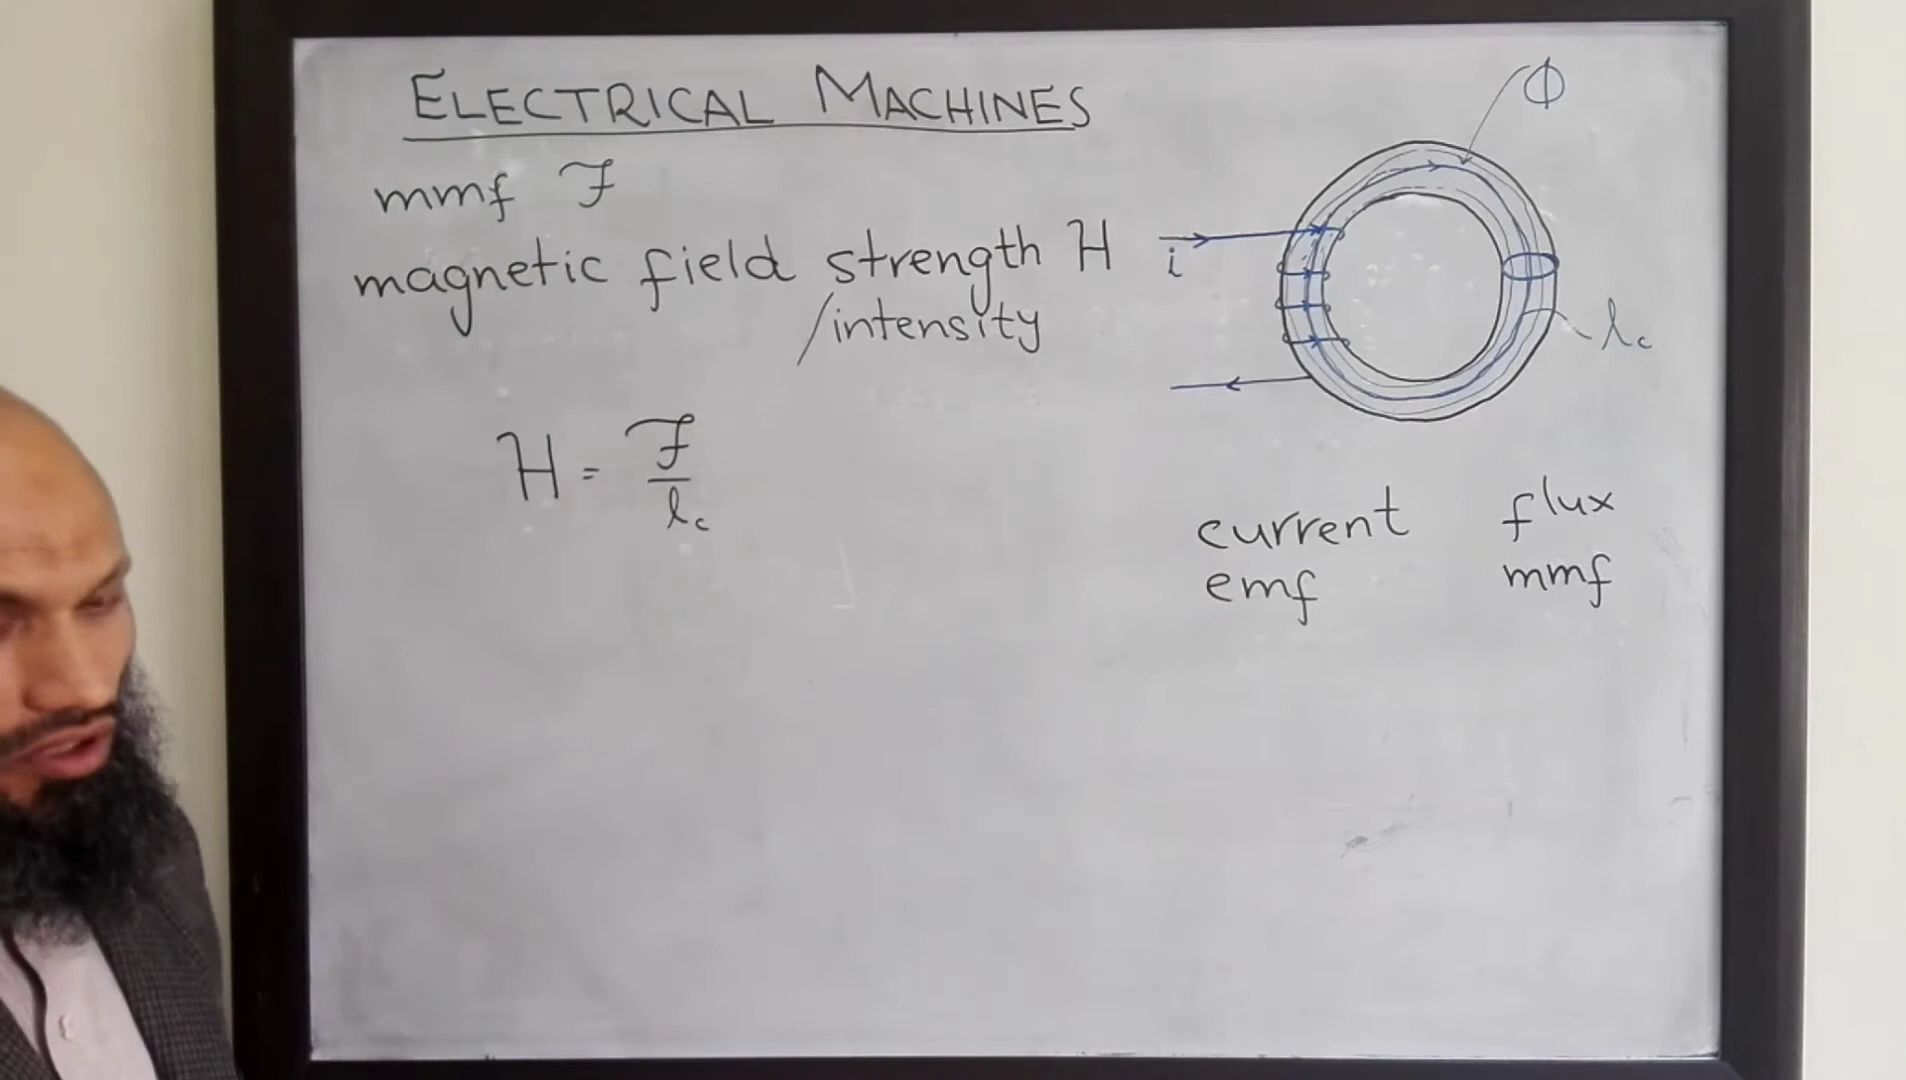 ELECTRICAL MACHINES
mmf ℱ
magnetic field strength H
/intensity
H = ℱ/lc
Φ
i
lc
current flux
emf mmf